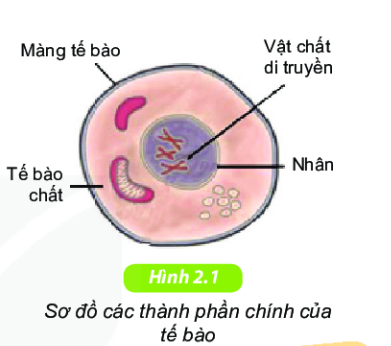 Màng tế bào
Vật chất
di truyền
Tế bào
chất
Nhân
Hình 2.1
Sơ đồ các thành phần chính của
tế bào